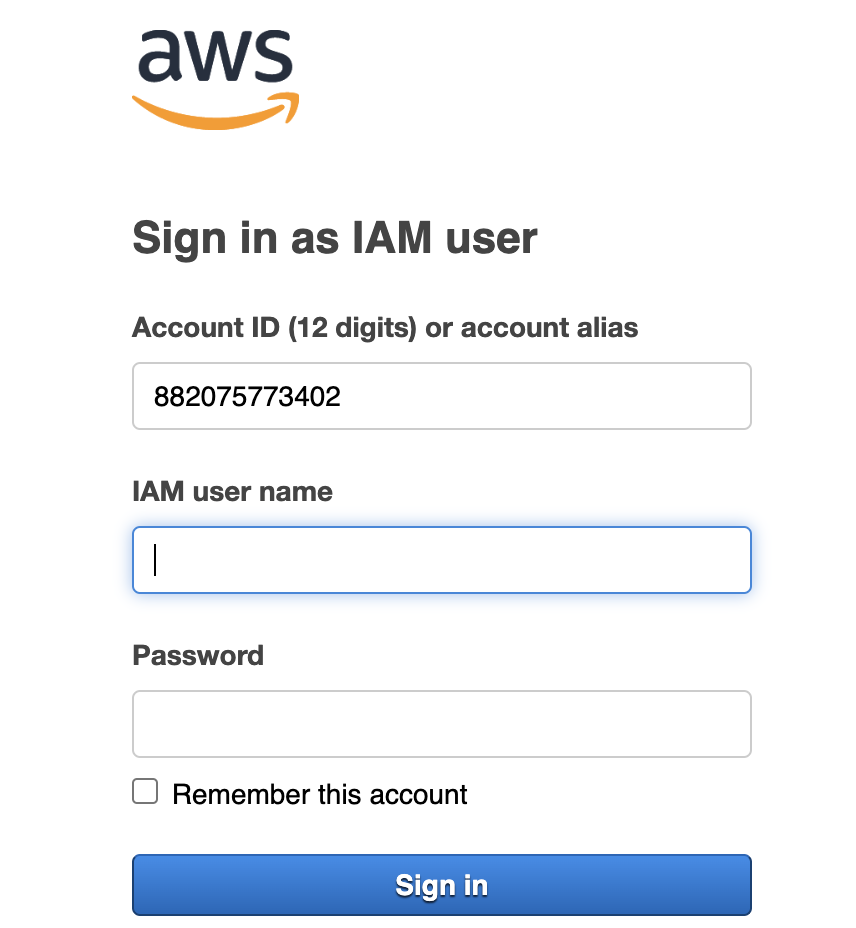 aws
Sign in as IAM user
Account ID (12 digits) or account alias
882075773402
IAM user name
Password
Remember this account
Sign in